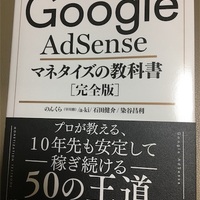 Google
AdSense
マネタイズの教科書
[完全版]
のんくら a-ki 石田健介 染谷昌利
プロが教える、
10年先も安定して
稼ぎ続ける
50の王道